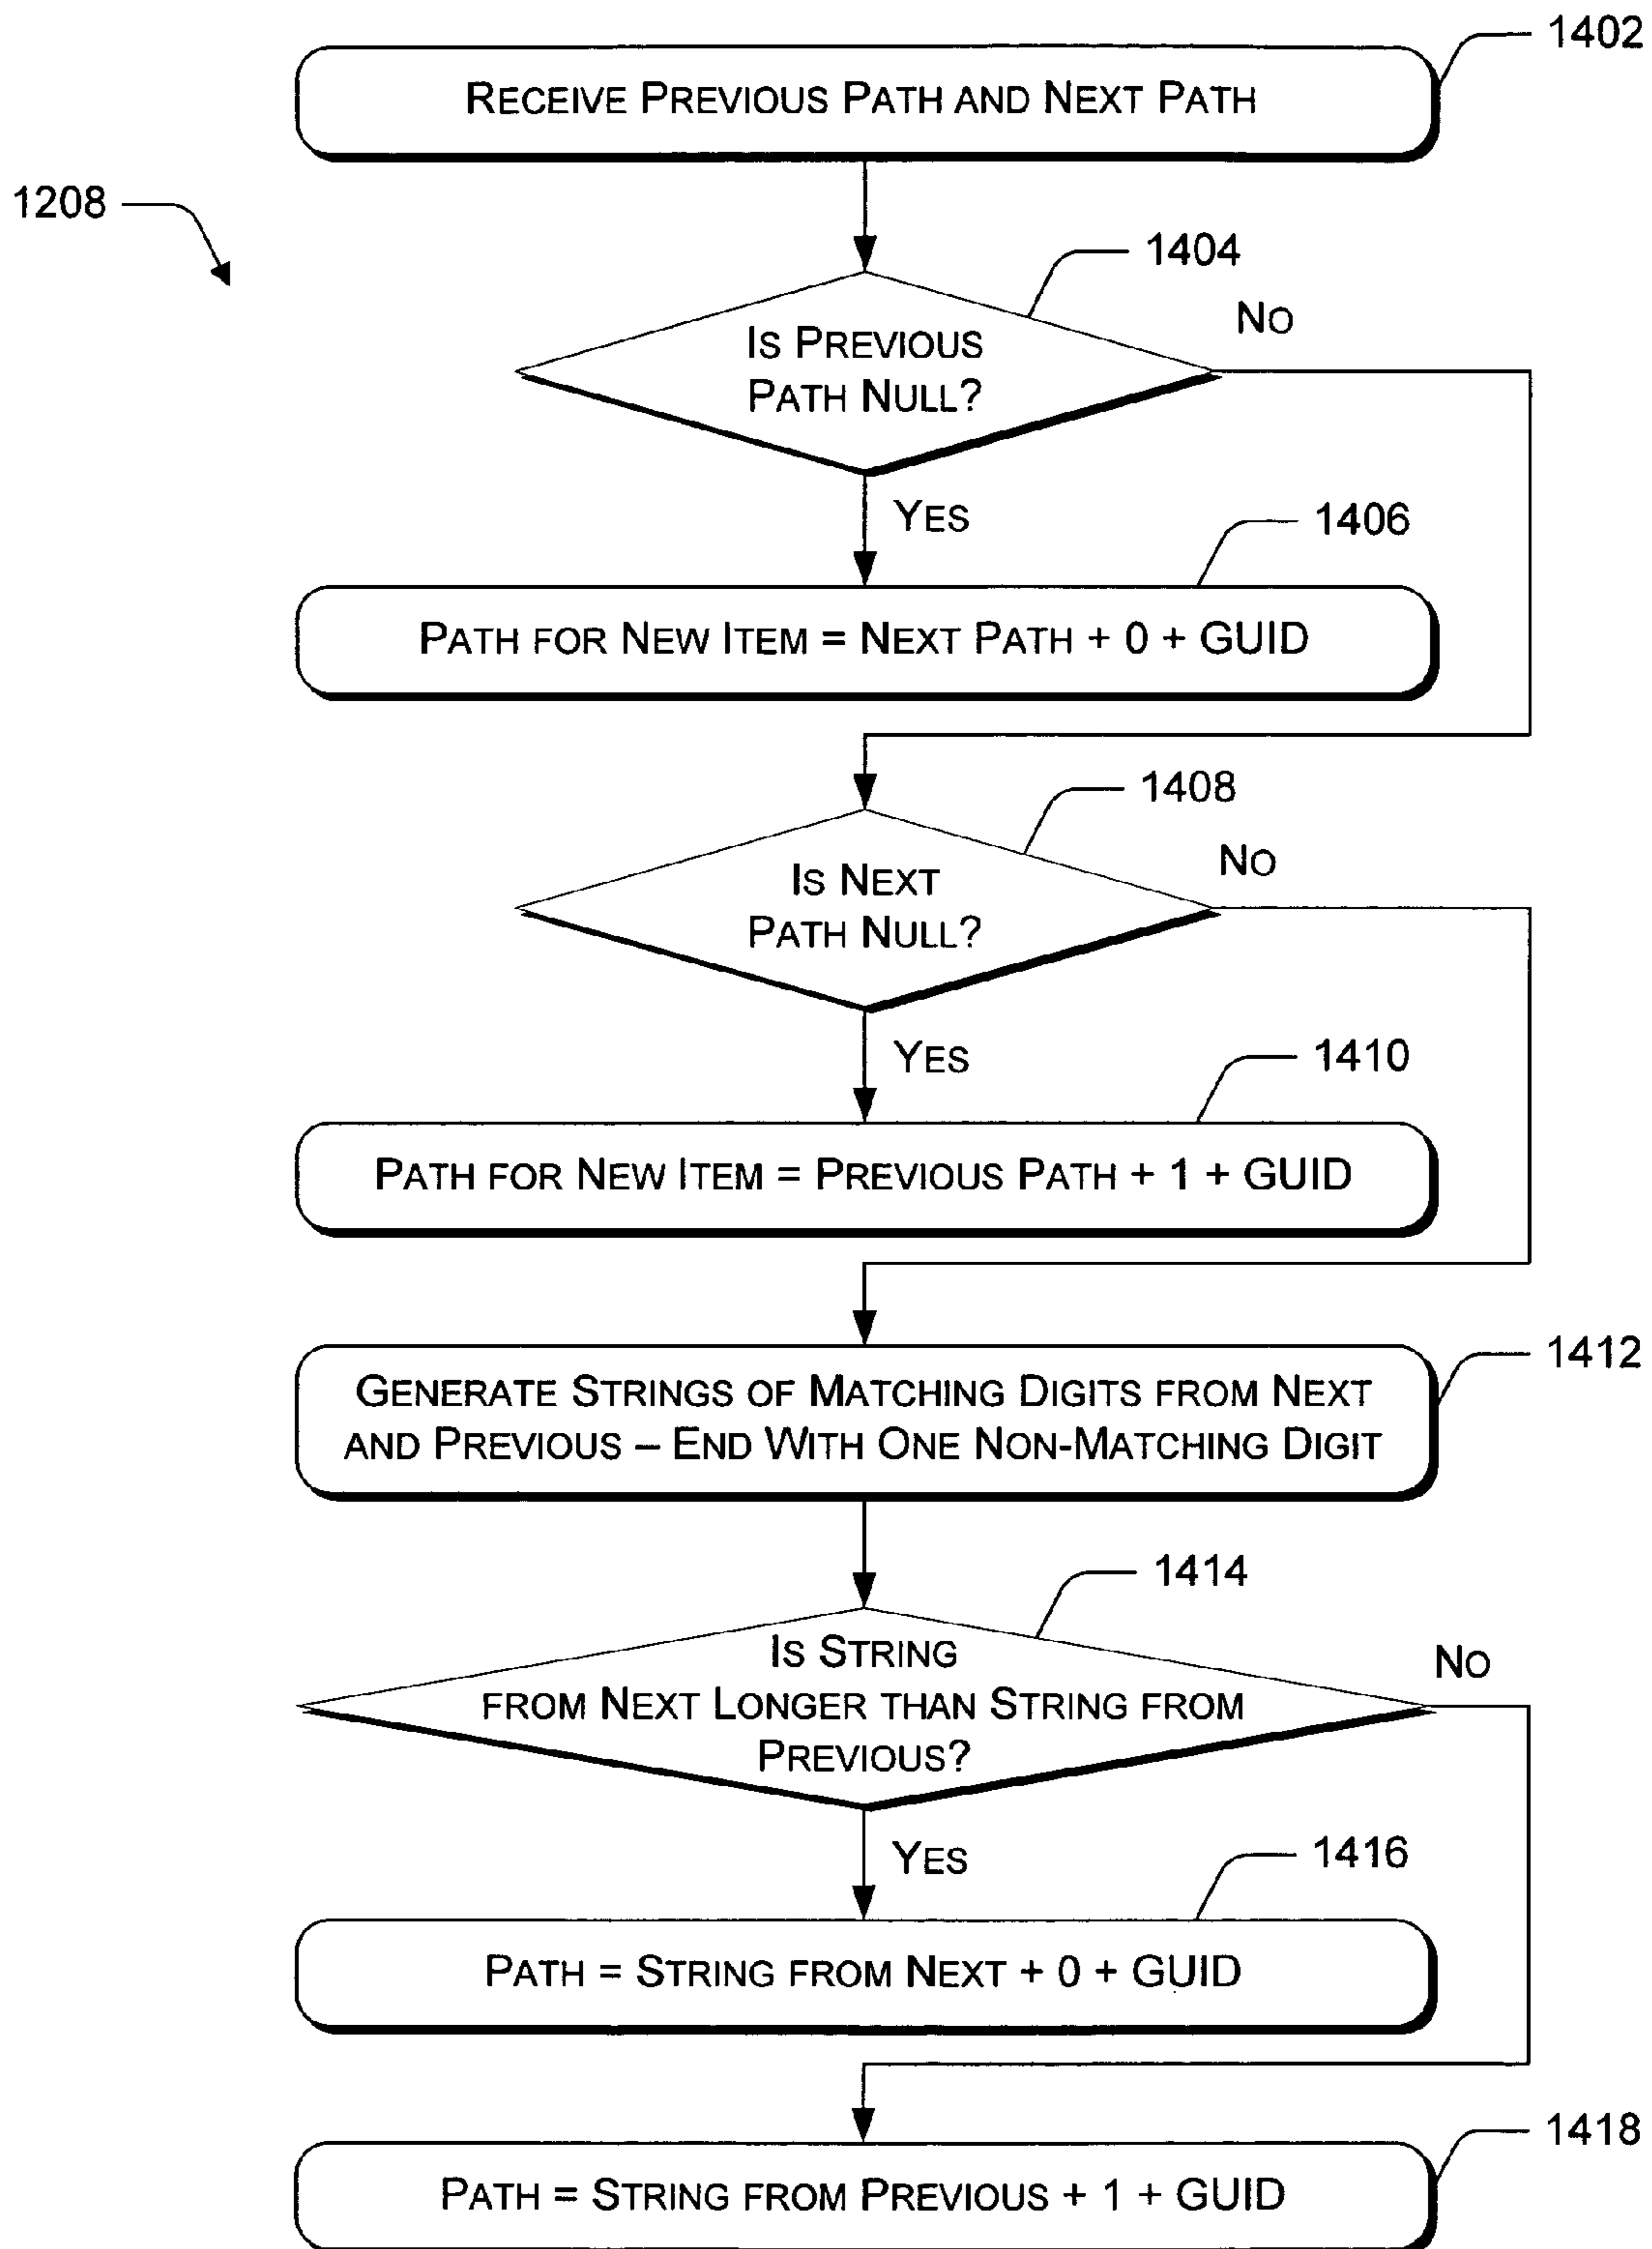 1402
RECEIVE PREVIOUS PATH AND NEXT PATH
1208
1404
NO
IS PREVIOUS
PATH NULL?
YES
1406
PATH FOR NEW ITEM = NEXT PATH + 0 + GUID
1408
NO
IS NEXT
PATH NULL?
YES
1410
PATH FOR NEW ITEM = PREVIOUS PATH + 1 + GUID
1412
GENERATE STRINGS OF MATCHING DIGITS FROM NEXT
AND PREVIOUS – END WITH ONE NON-MATCHING DIGIT
1414
NO
IS STRING
FROM NEXT LONGER THAN STRING FROM
PREVIOUS?
YES
1416
PATH = STRING FROM NEXT + 0 + GUID
1418
PATH = STRING FROM PREVIOUS + 1 + GUID